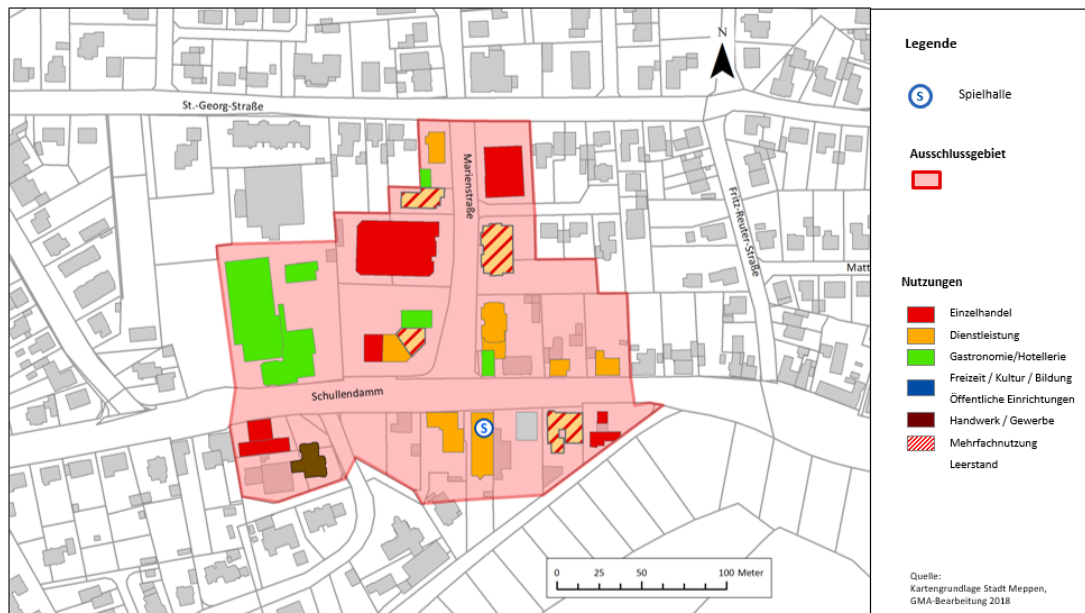 St.-Georg-Straße
N
Marienstraße
Fritz-Reuter-Straße
Matt
Schullendamm
S
0 25 50 100 Meter
Legende
S Spielhalle
Ausschlussgebiet
Nutzungen
Einzelhandel
Dienstleistung
Gastronomie/Hotellerie
Freizeit / Kultur / Bildung
Öffentliche Einrichtungen
Handwerk / Gewerbe
Mehrfachnutzung
Leerstand
Quelle:
Kartengrundlage Stadt Meppen,
GMA-Bearbeitung 2018